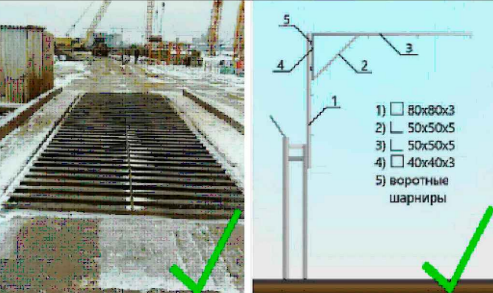 5
4
3
2
1
1) □ 80x80x3
2) ∟ 50x50x5
3) ∟ 50x50x5
4) □ 40x40x3
5) воротные
шарниры